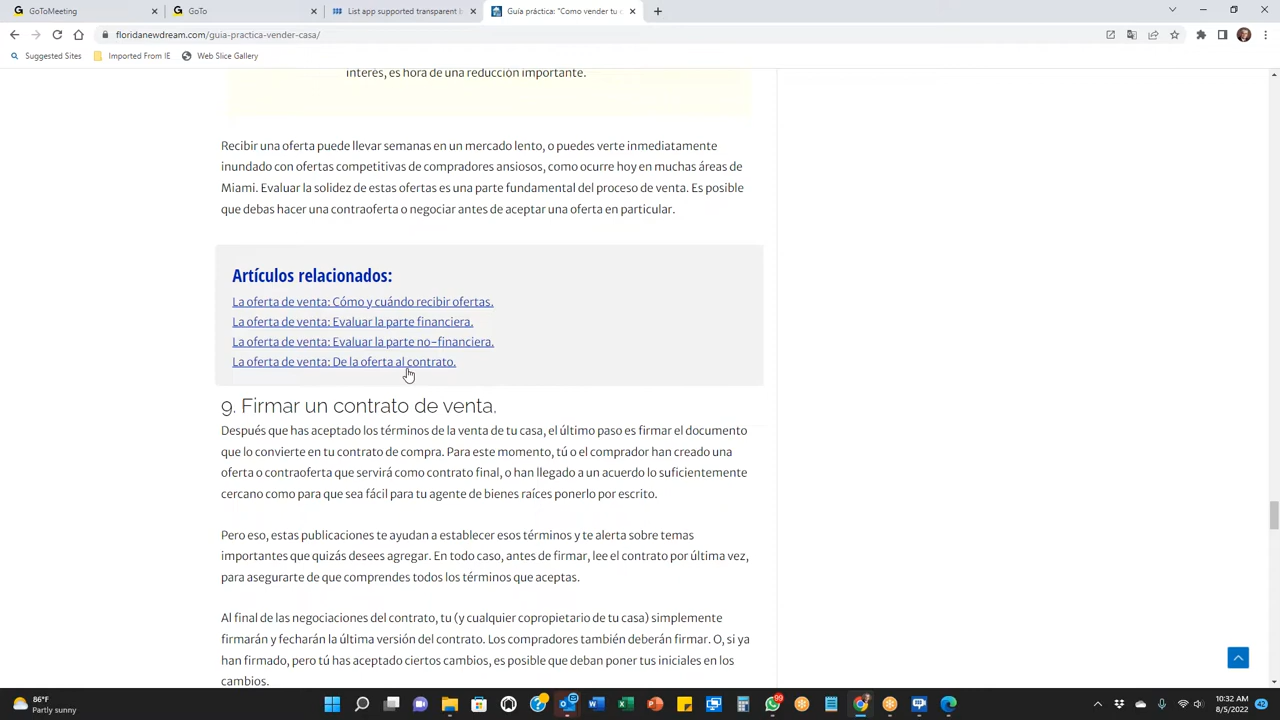 GoToMeeting
GoTo
List app supported transparent b
Guía práctica: "Como vender tu c
floridanewdream.com/guia-practica-vender-casa/
Suggested Sites
Imported From IE
Web Slice Gallery
interés, es hora de una reducción importante.
Recibir una oferta puede llevar semanas en un mercado lento, o puedes verte inmediatamente
inundado con ofertas competitivas de compradores ansiosos, como ocurre hoy en muchas áreas de
Miami. Evaluar la solidez de estas ofertas es una parte fundamental del proceso de venta. Es posible
que debas hacer una contraoferta o negociar antes de aceptar una oferta en particular.
Artículos relacionados:
La oferta de venta: Cómo y cuándo recibir ofertas.
La oferta de venta: Evaluar la parte financiera.
La oferta de venta: Evaluar la parte no-financiera.
La oferta de venta: De la oferta al contrato.
9. Firmar un contrato de venta.
Después que has aceptado los términos de la venta de tu casa, el último paso es firmar el documento
que lo convierte en tu contrato de compra. Para este momento, tú o el comprador han creado una
oferta o contraoferta que servirá como contrato final, o han llegado a un acuerdo lo suficientemente
cercano como para que sea fácil para tu agente de bienes raíces ponerlo por escrito.
Pero eso, estas publicaciones te ayudan a establecer esos términos y te alerta sobre temas
importantes que quizás desees agregar. En todo caso, antes de firmar, lee el contrato por última vez,
para asegurarte de que comprendes todos los términos que aceptas.
Al final de las negociaciones del contrato, tu (y cualquier copropietario de tu casa) simplemente
firmarán y fecharán la última versión del contrato. Los compradores también deberán firmar. O, si ya
han firmado, pero tú has aceptado ciertos cambios, es posible que deban poner tus iniciales en los
cambios.
86°F
Partly sunny
99
10:32 AM
8/5/2022